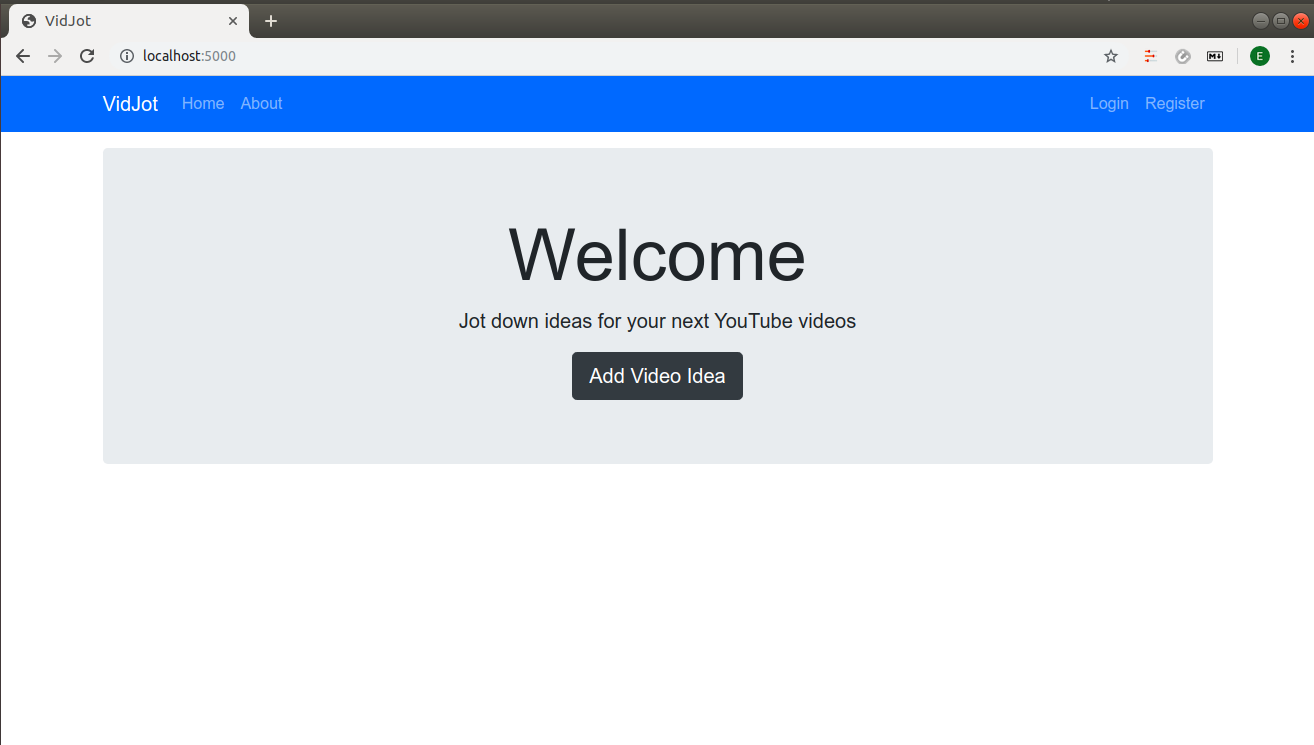 VidJot
localhost:5000
E
VidJot Home About Login Register
Welcome
Jot down ideas for your next YouTube videos
Add Video Idea